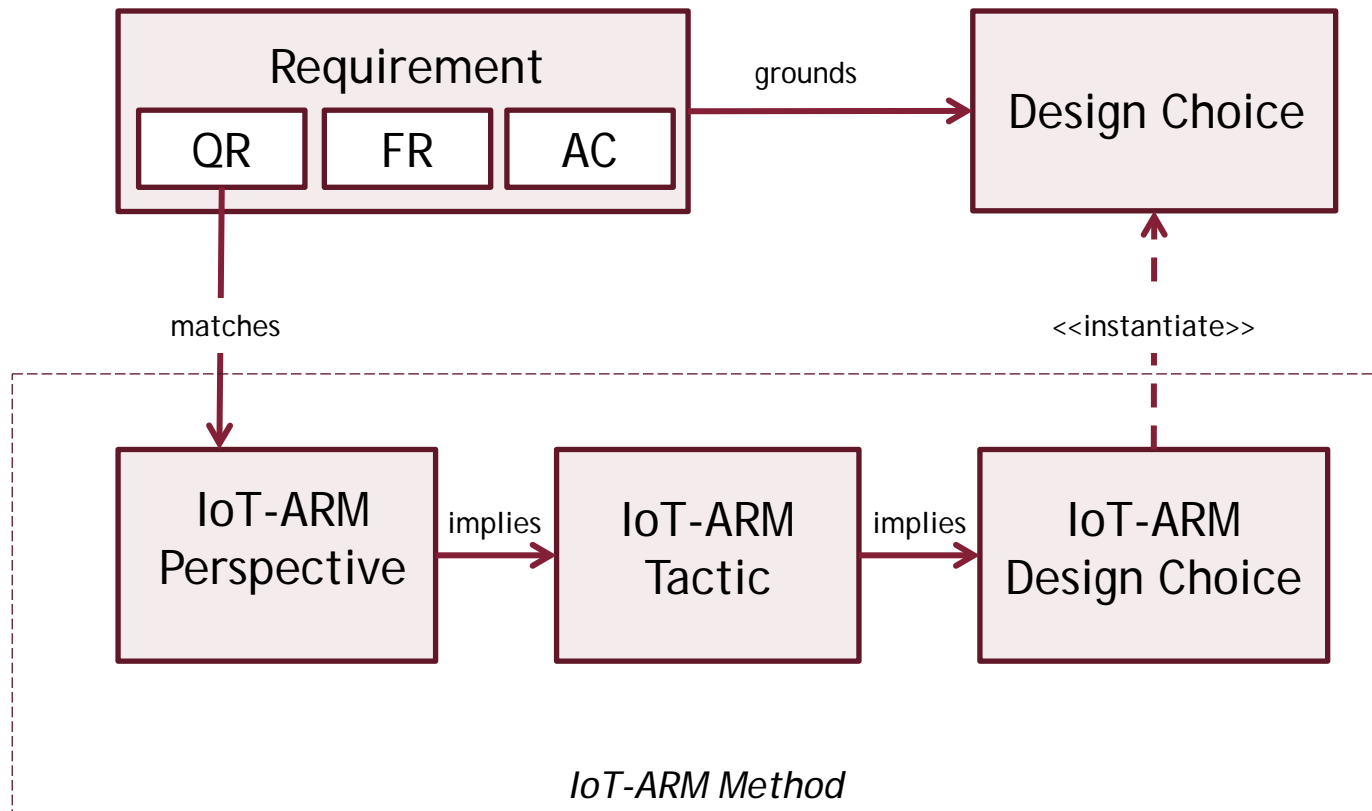 Requirement
grounds
Design Choice
QR
FR
AC
matches
<<instantiate>>
IoT-ARM
Perspective
implies
IoT-ARM
Tactic
implies
IoT-ARM
Design Choice
IoT-ARM Method